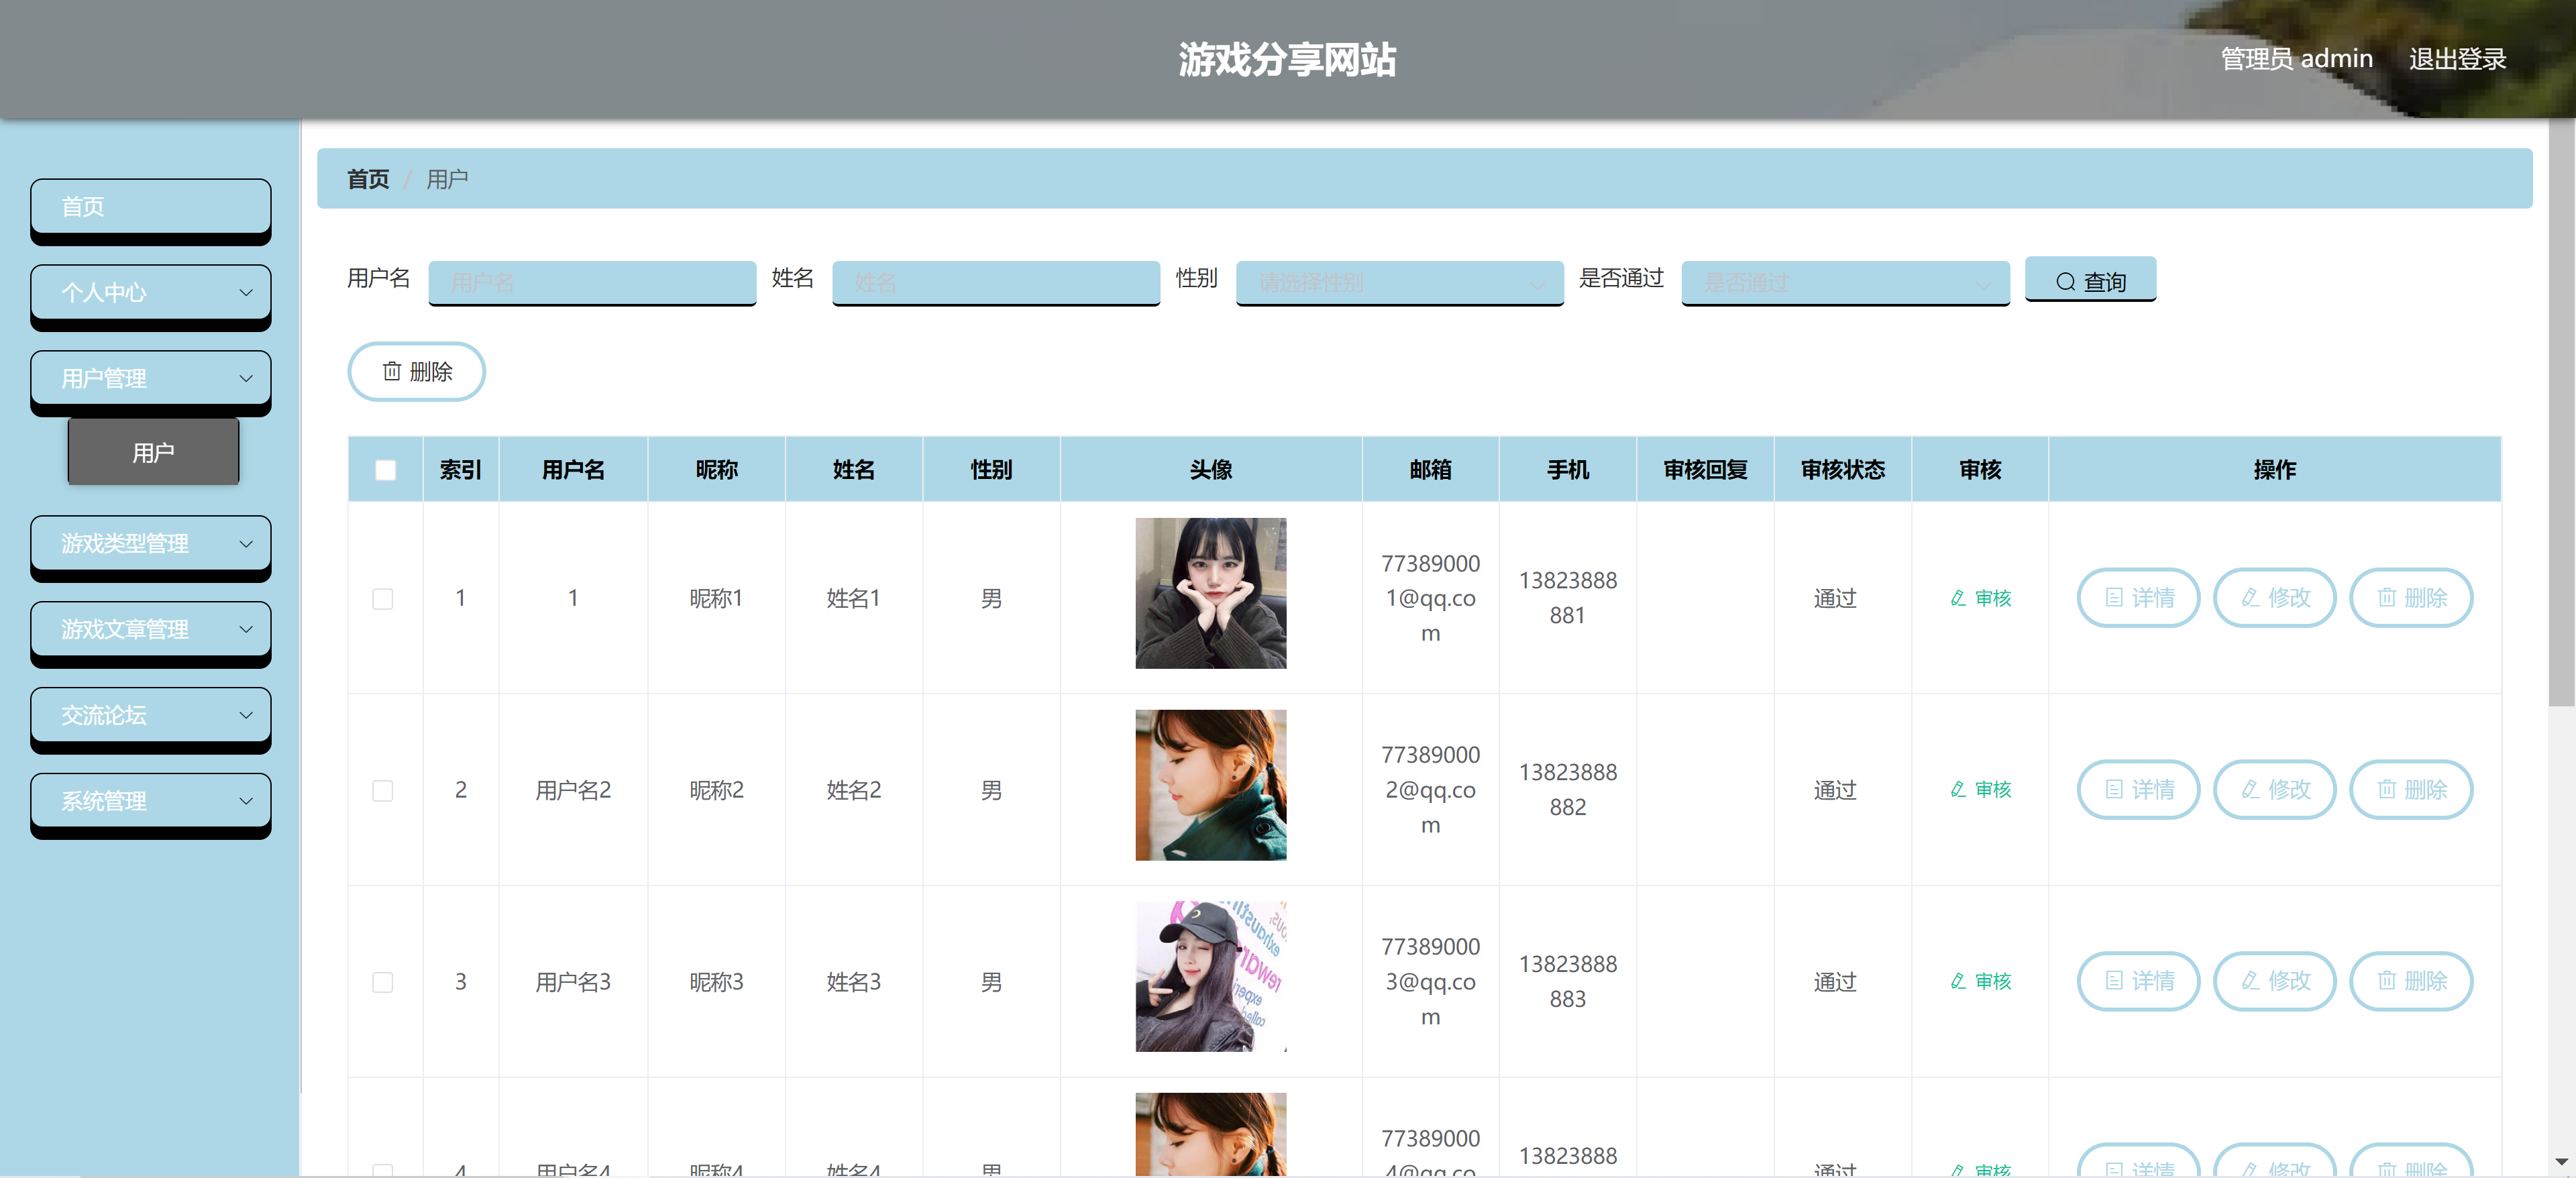 游戏分享网站
管理员 admin 退出登录
首页 / 用户
首页
个人中心
用户管理
用户
游戏类型管理
游戏文章管理
交流论坛
系统管理
用户名 用户名 姓名 姓名 性别 请选择性别 是否通过 是否通过 查询
删除
索引 用户名 昵称 姓名 性别 头像 邮箱 手机 审核回复 审核状态 审核 操作
1 1 昵称1 姓名1 男 773890001@qq.com 13823888881 通过 审核 详情 修改 删除
2 用户名2 昵称2 姓名2 男 773890002@qq.com 13823888882 通过 审核 详情 修改 删除
3 用户名3 昵称3 姓名3 男 773890003@qq.com 13823888883 通过 审核 详情 修改 删除
4 用户名4 昵称4 姓名4 男 773890004@qq.co 13823888 通过 审核 详情 修改 删除